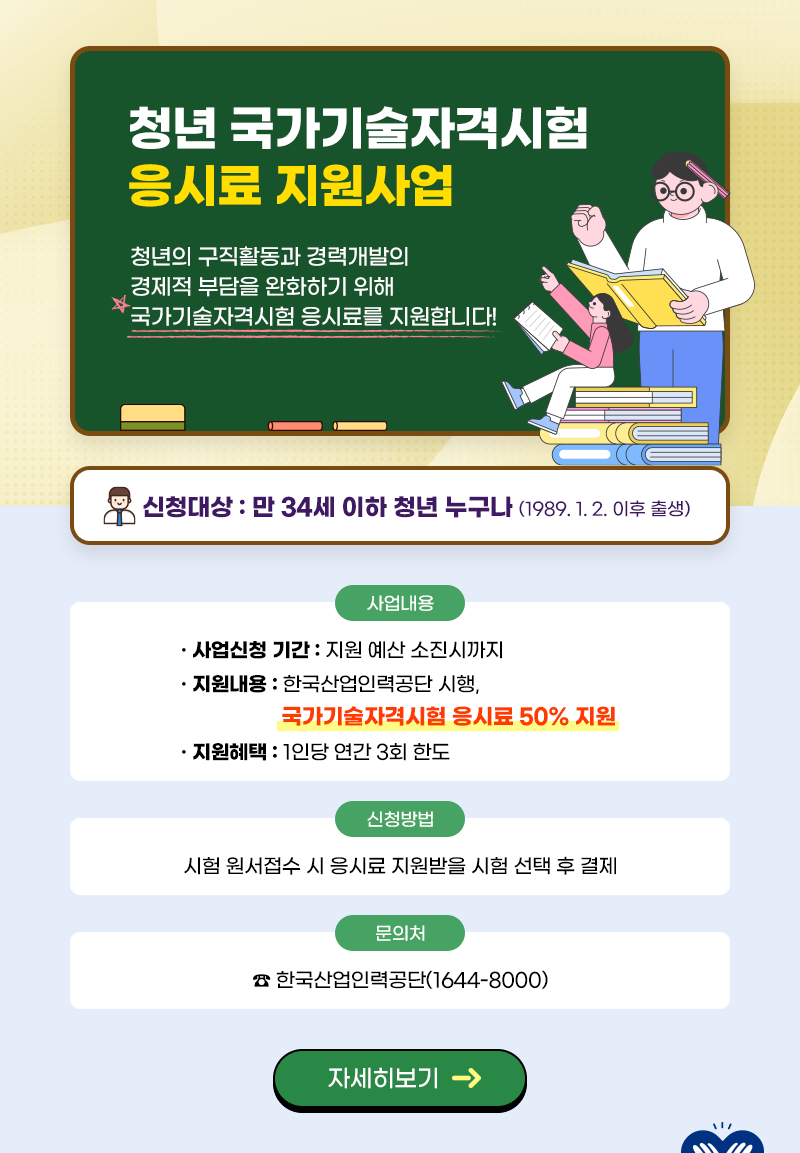 청년 국가기술자격시험
응시료 지원사업
청년의 구직활동과 경력개발의
경제적 부담을 완화하기 위해
국가기술자격시험 응시료를 지원합니다!
신청대상 : 만 34세 이하 청년 누구나 (1989. 1. 2. 이후 출생)
사업내용
· 사업신청 기간 : 지원 예산 소진시까지
· 지원내용 : 한국산업인력공단 시행,
국가기술자격시험 응시료 50% 지원
· 지원혜택 : 1인당 연간 3회 한도
신청방법
시험 원서접수 시 응시료 지원받을 시험 선택 후 결제
문의처
☎ 한국산업인력공단(1644-8000)
자세히보기 →